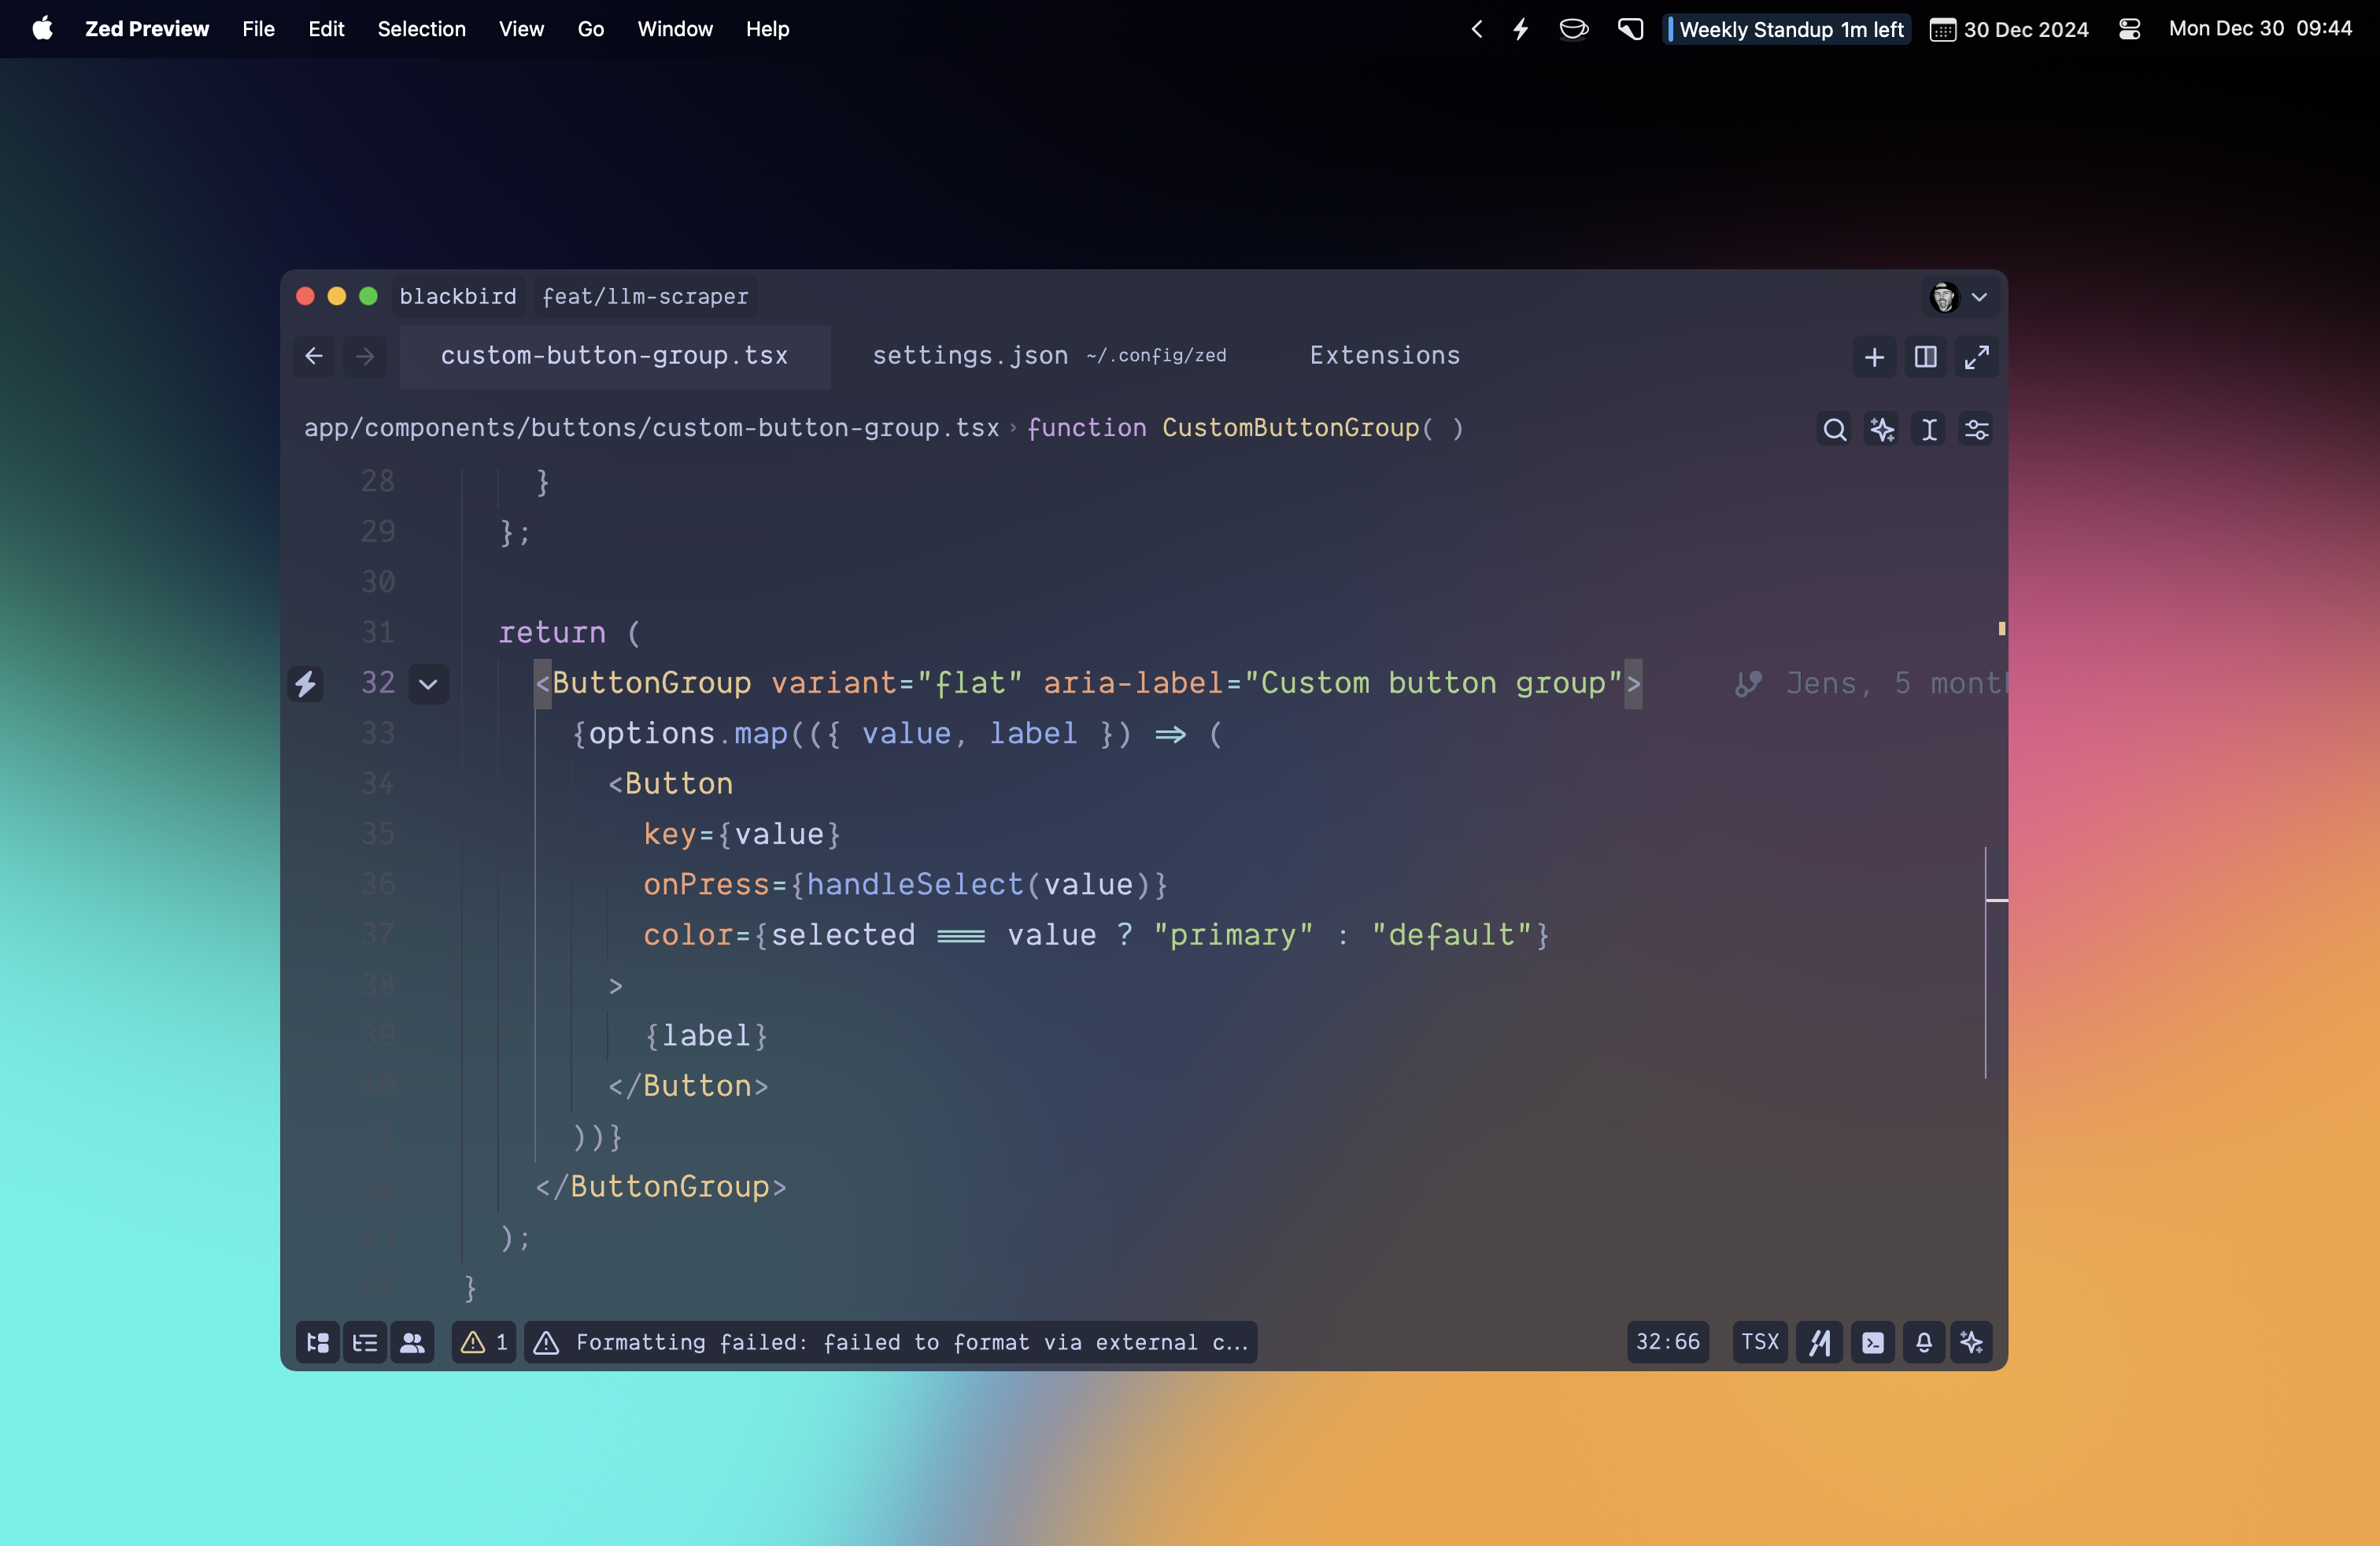 Zed Preview File Edit Selection View Go Window Help Weekly Standup 1m left 30 Dec 2024 Mon Dec 30 09:44
blackbird feat/llm-scraper
custom-button-group.tsx settings.json ~/.config/zed Extensions
app/components/buttons/custom-button-group.tsx › function CustomButtonGroup( )
28 }
29 };
30
31 return (
32 <ButtonGroup variant="flat" aria-label="Custom button group"> Jens, 5 
33 {options.map(({ value, label }) => (
34 <Button
35 key={value}
36 onPress={handleSelect(value)}
37 color={selected === value ? "primary" : "default"}
38 >
39 {label}
40 </Button>
41 ))}
</ButtonGroup>
43 );
44 }
1 Formatting failed: failed to format via external c... 32:66 TSX